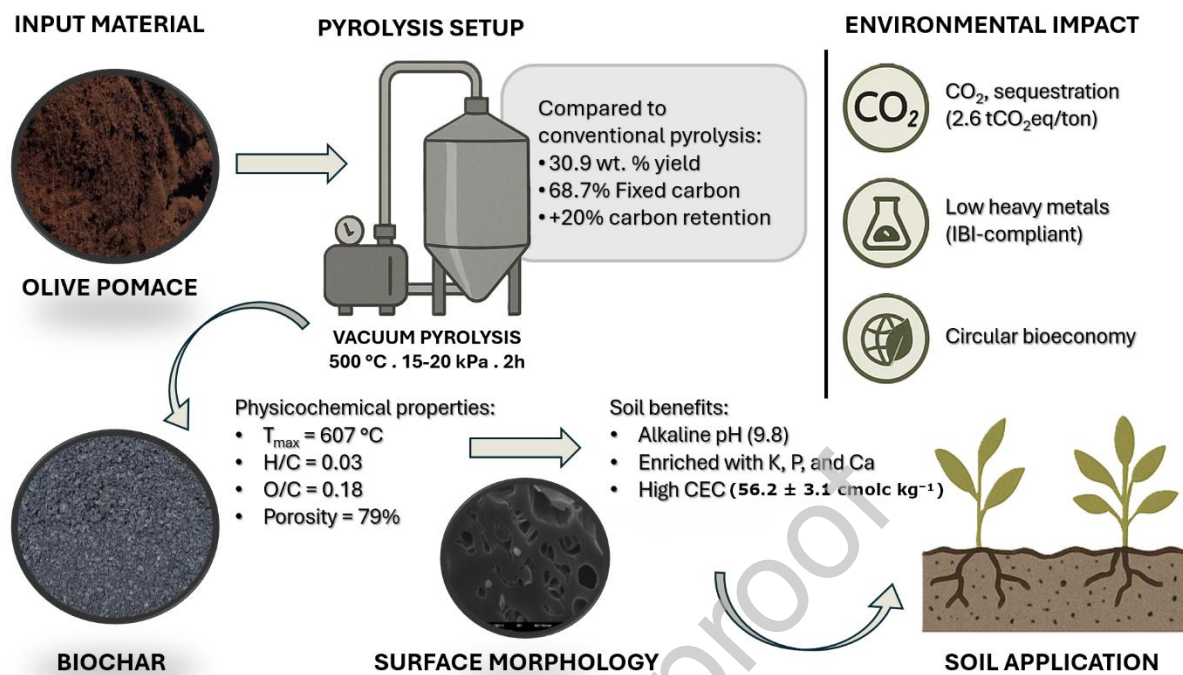 INPUT MATERIAL
OLIVE POMACE
PYROLYSIS SETUP
Compared to
conventional pyrolysis:
•30.9 wt. % yield
•68.7% Fixed carbon
•+20% carbon retention
VACUUM PYROLYSIS
500 °C . 15-20 kPa . 2h
ENVIRONMENTAL IMPACT
CO₂
CO₂, sequestration
(2.6 tCO₂eq/ton)
Low heavy metals
(IBI-compliant)
Circular bioeconomy
Physicochemical properties:
• Tmax = 607 °C
• H/C = 0.03
• O/C = 0.18
• Porosity = 79%
Soil benefits:
• Alkaline pH (9.8)
• Enriched with K, P, and Ca
• High CEC (56.2 ± 3.1 cmolc kg⁻¹)
BIOCHAR
SURFACE MORPHOLOGY
SOIL APPLICATION
proof